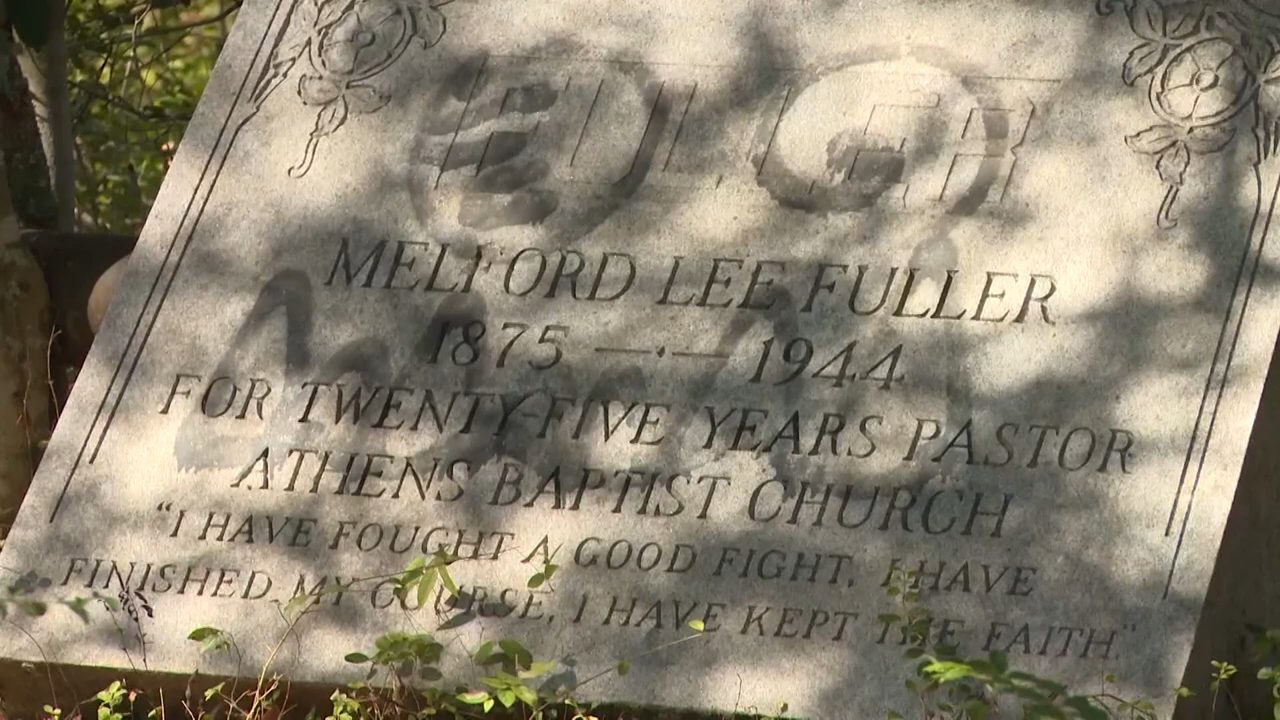 FULLER
MELFORD LEE FULLER
1875 — · — 1944
FOR TWENTY-FIVE YEARS PASTOR
ATHENS BAPTIST CHURCH
“I HAVE FOUGHT A GOOD FIGHT, I HAVE
FINISHED MY COURSE, I HAVE KEPT THE FAITH.”